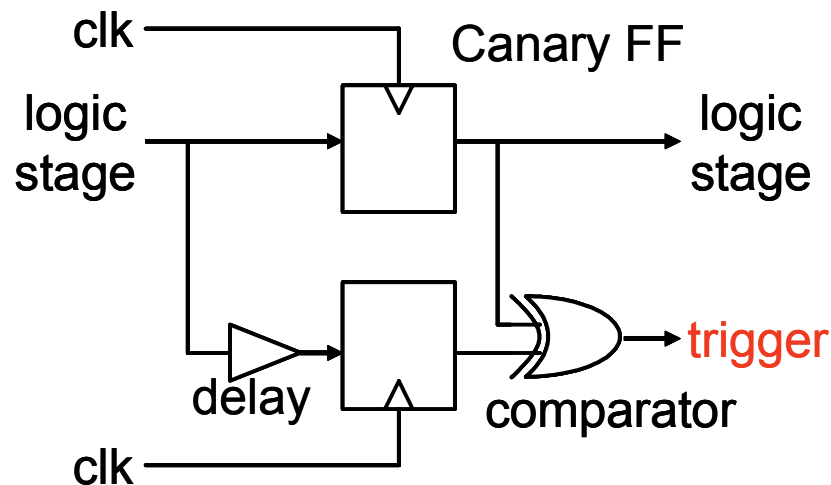 clk
Canary FF
logic
stage
logic
stage
delay
trigger
comparator
clk